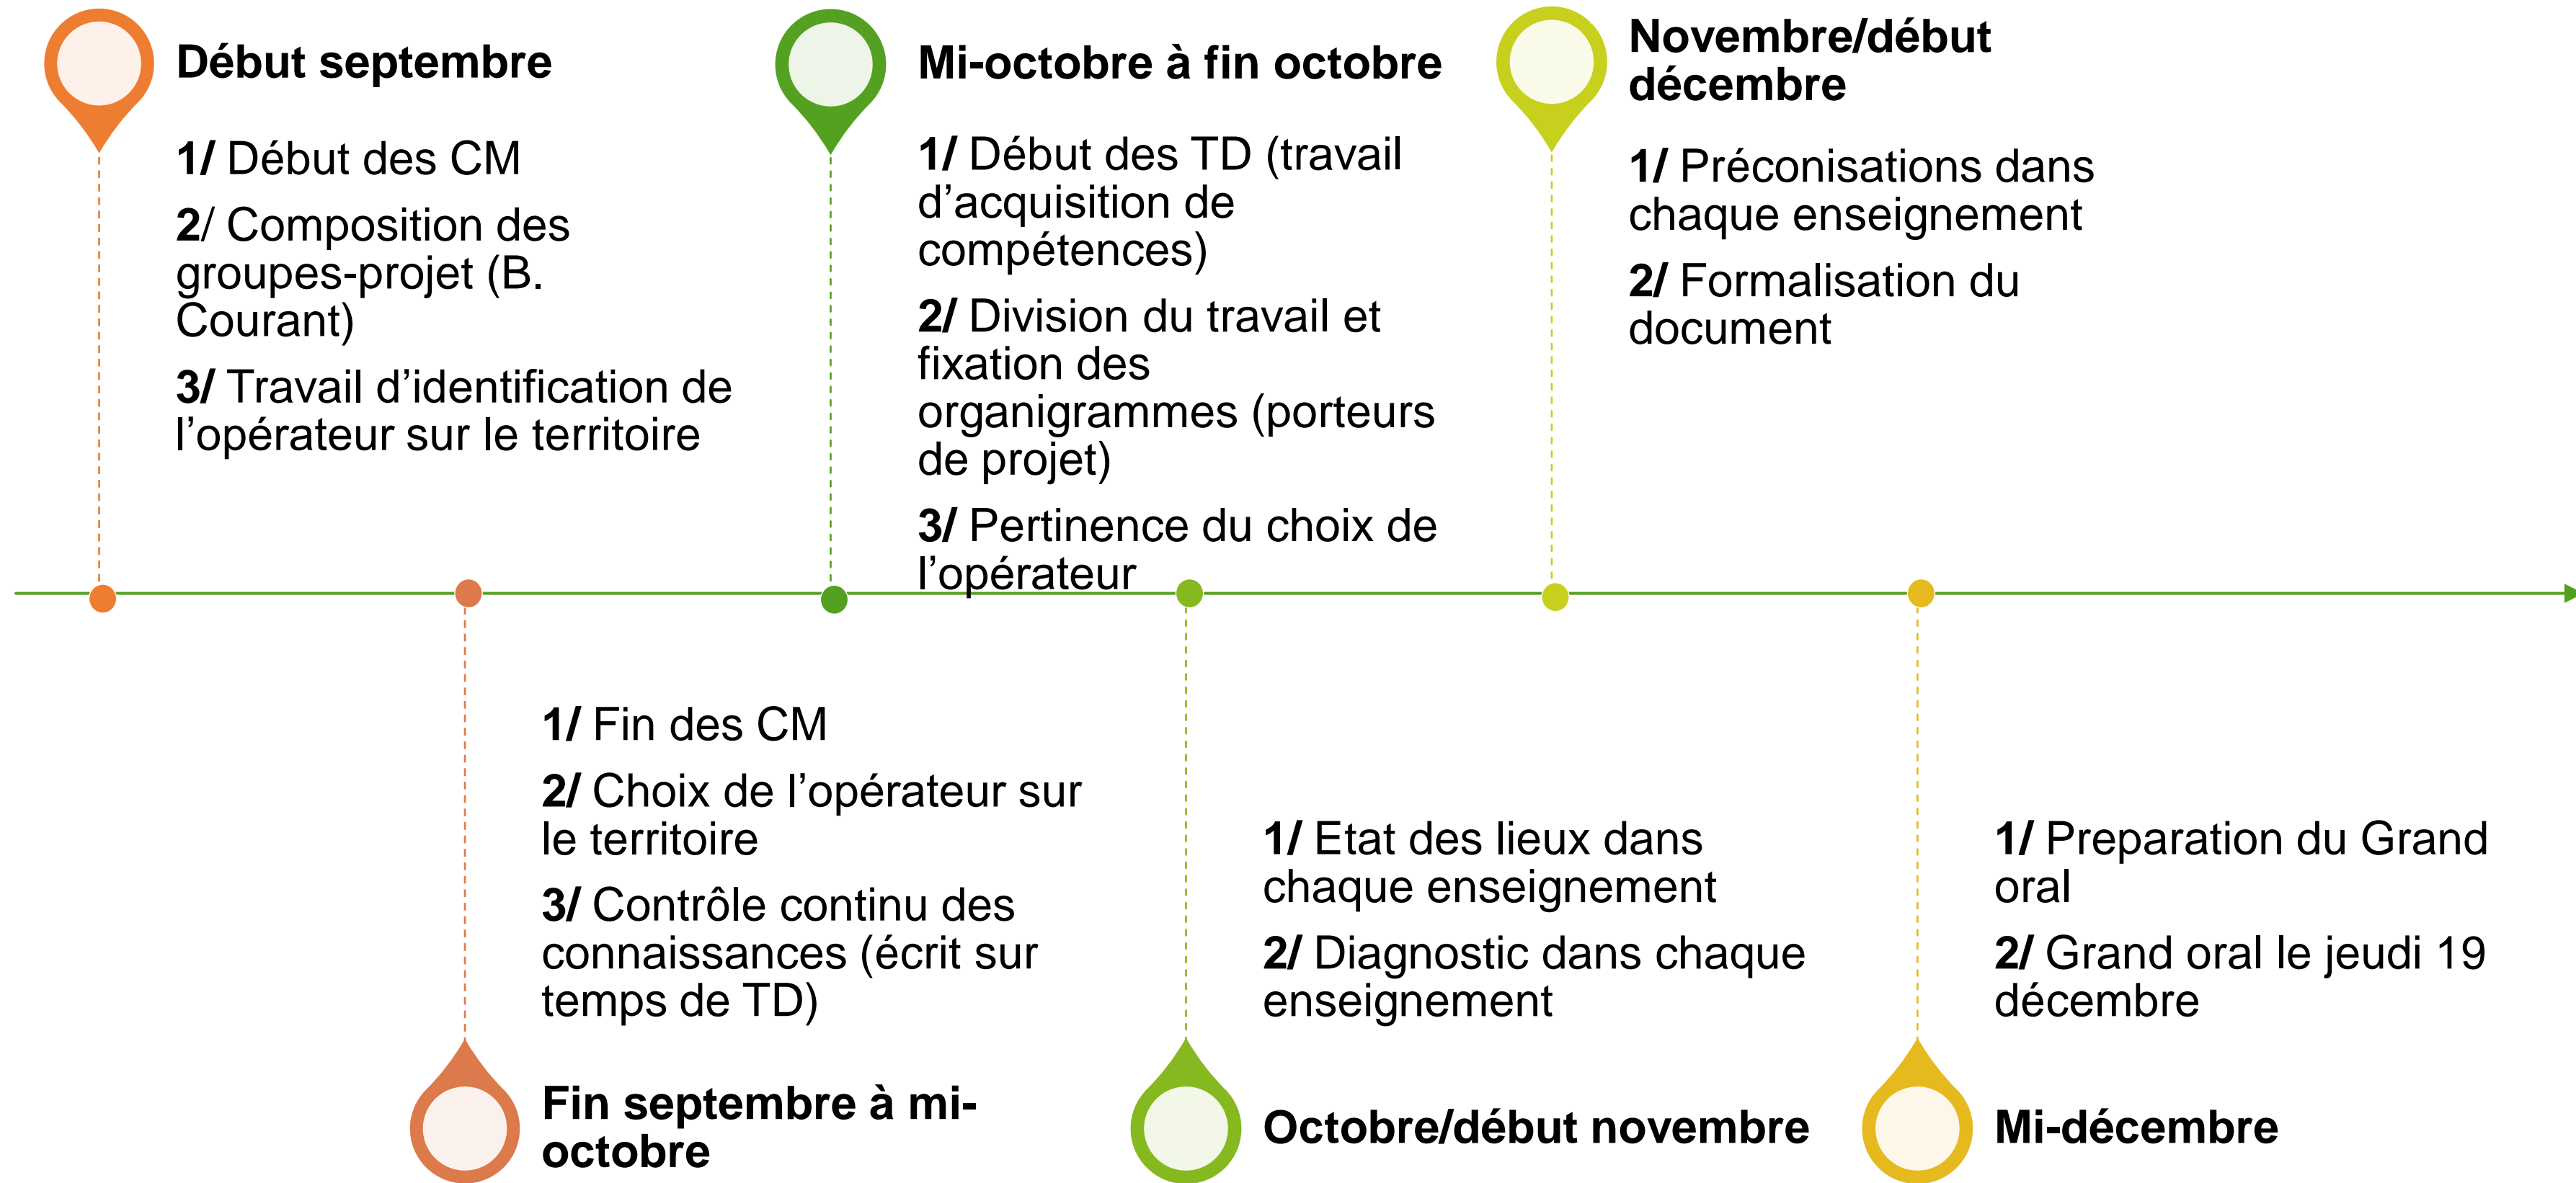 Début septembre
1/ Début des CM
2/ Composition des
groupes-projet (B.
Courant)
3/ Travail d’identification de
l’opérateur sur le territoire
1/ Fin des CM
2/ Choix de l’opérateur sur
le territoire
3/ Contrôle continu des
connaissances (écrit sur
temps de TD)
Fin septembre à mi-
octobre
Mi-octobre à fin octobre
1/ Début des TD (travail
d’acquisition de
compétences)
2/ Division du travail et
fixation des
organigrammes (porteurs
de projet)
3/ Pertinence du choix de
l’opérateur
1/ Etat des lieux dans
chaque enseignement
2/ Diagnostic dans chaque
enseignement
Octobre/début novembre
Novembre/début
décembre
1/ Préconisations dans
chaque enseignement
2/ Formalisation du
document
1/ Preparation du Grand
oral
2/ Grand oral le jeudi 19
décembre
Mi-décembre